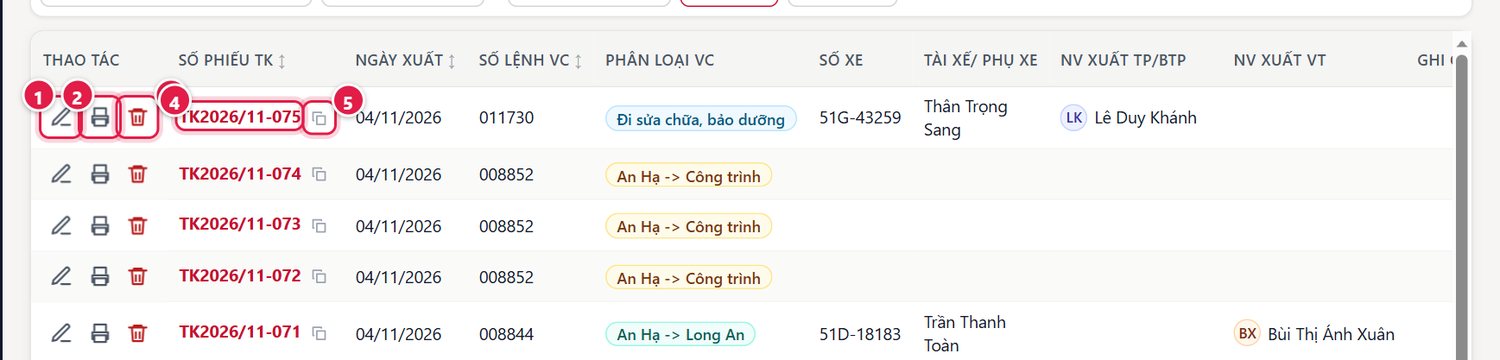 THAO TÁC SỐ PHIẾU TK NGÀY XUẤT SỐ LỆNH VC PHÂN LOẠI VC SỐ XE TÀI XẾ/ PHỤ XE NV XUẤT TP/BTP NV XUẤT VT GHI
1 2 4 5
TK2026/11-075 04/11/2026 011730 Đi sửa chữa, bảo dưỡng 51G-43259 Thân Trọng Sang LK Lê Duy Khánh
TK2026/11-074 04/11/2026 008852 An Hạ -> Công trình
TK2026/11-073 04/11/2026 008852 An Hạ -> Công trình
TK2026/11-072 04/11/2026 008852 An Hạ -> Công trình
TK2026/11-071 04/11/2026 008844 An Hạ -> Long An 51D-18183 Trần Thanh Toàn BX Bùi Thị Ánh Xuân